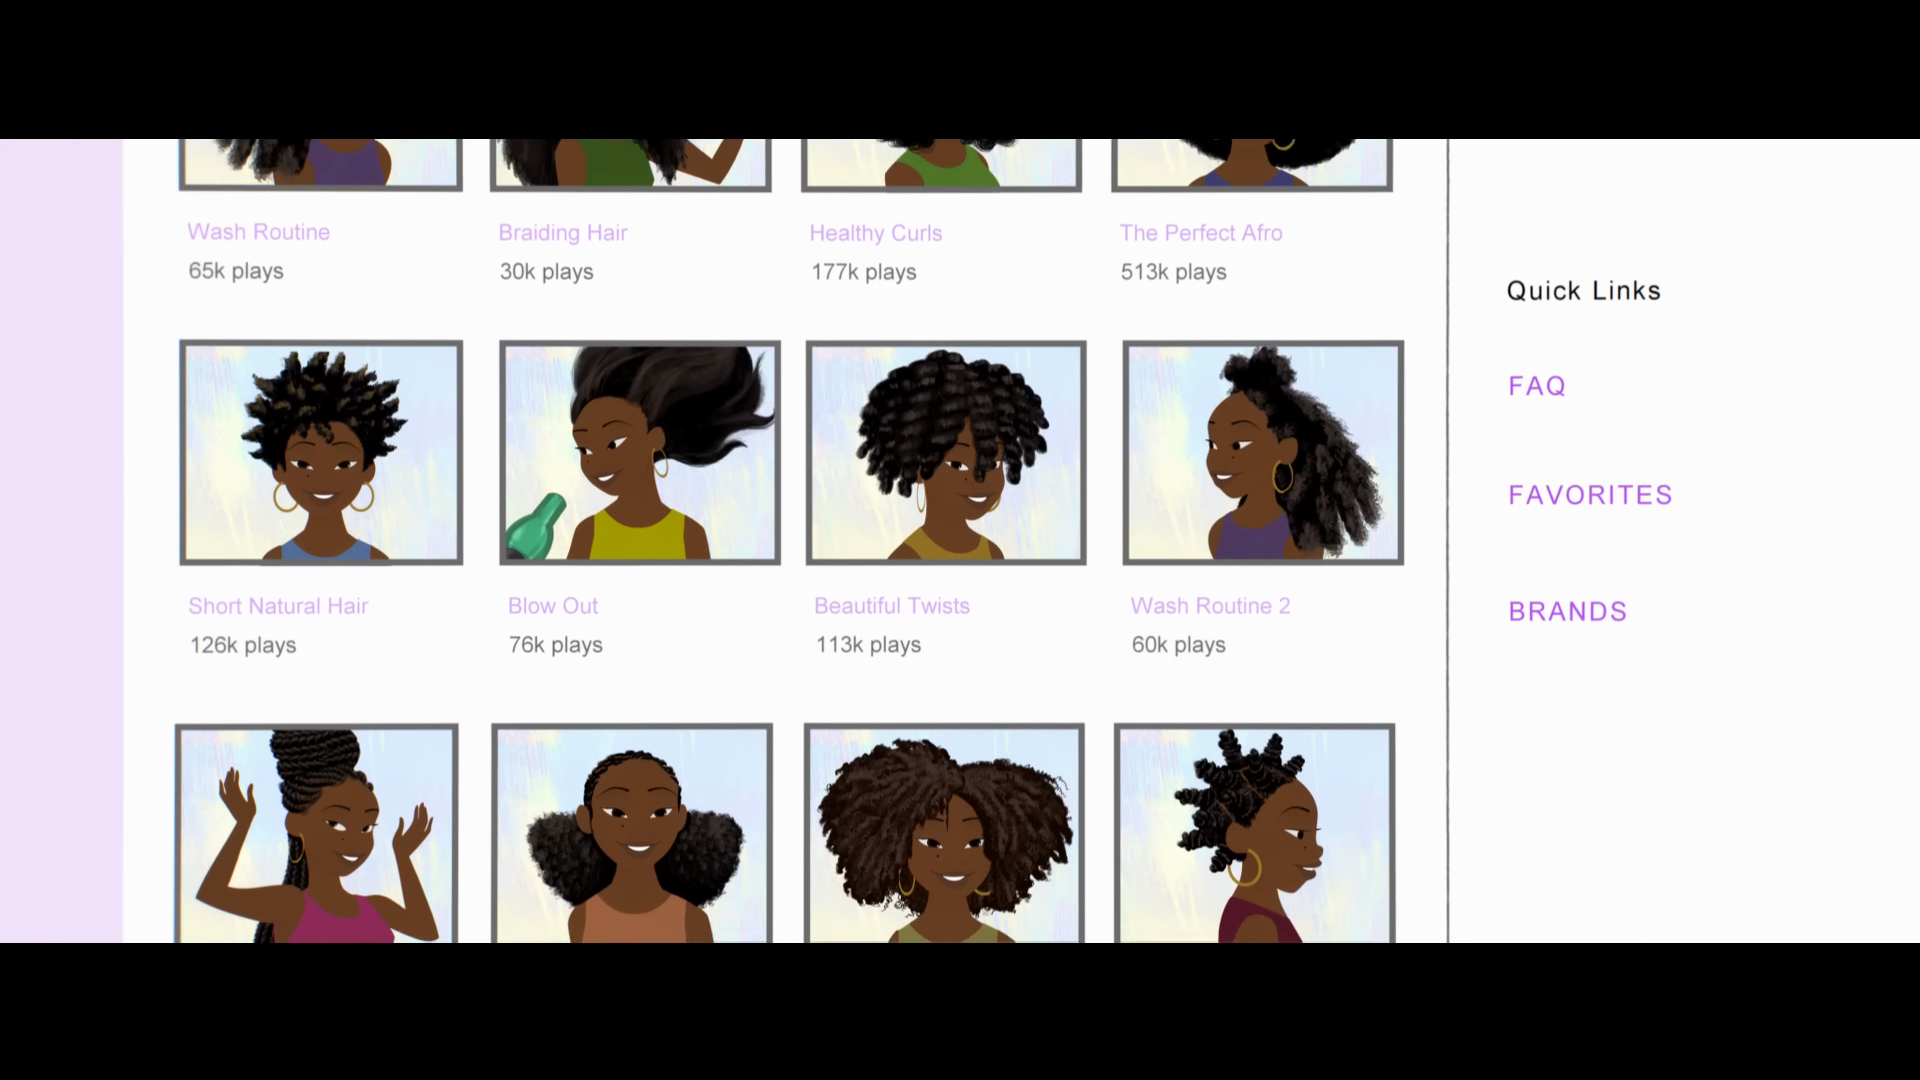 Wash Routine
65k plays
Braiding Hair
30k plays
Healthy Curls
177k plays
The Perfect Afro
513k plays
Short Natural Hair
126k plays
Blow Out
76k plays
Beautiful Twists
113k plays
Wash Routine 2
60k plays
Quick Links
FAQ
FAVORITES
BRANDS